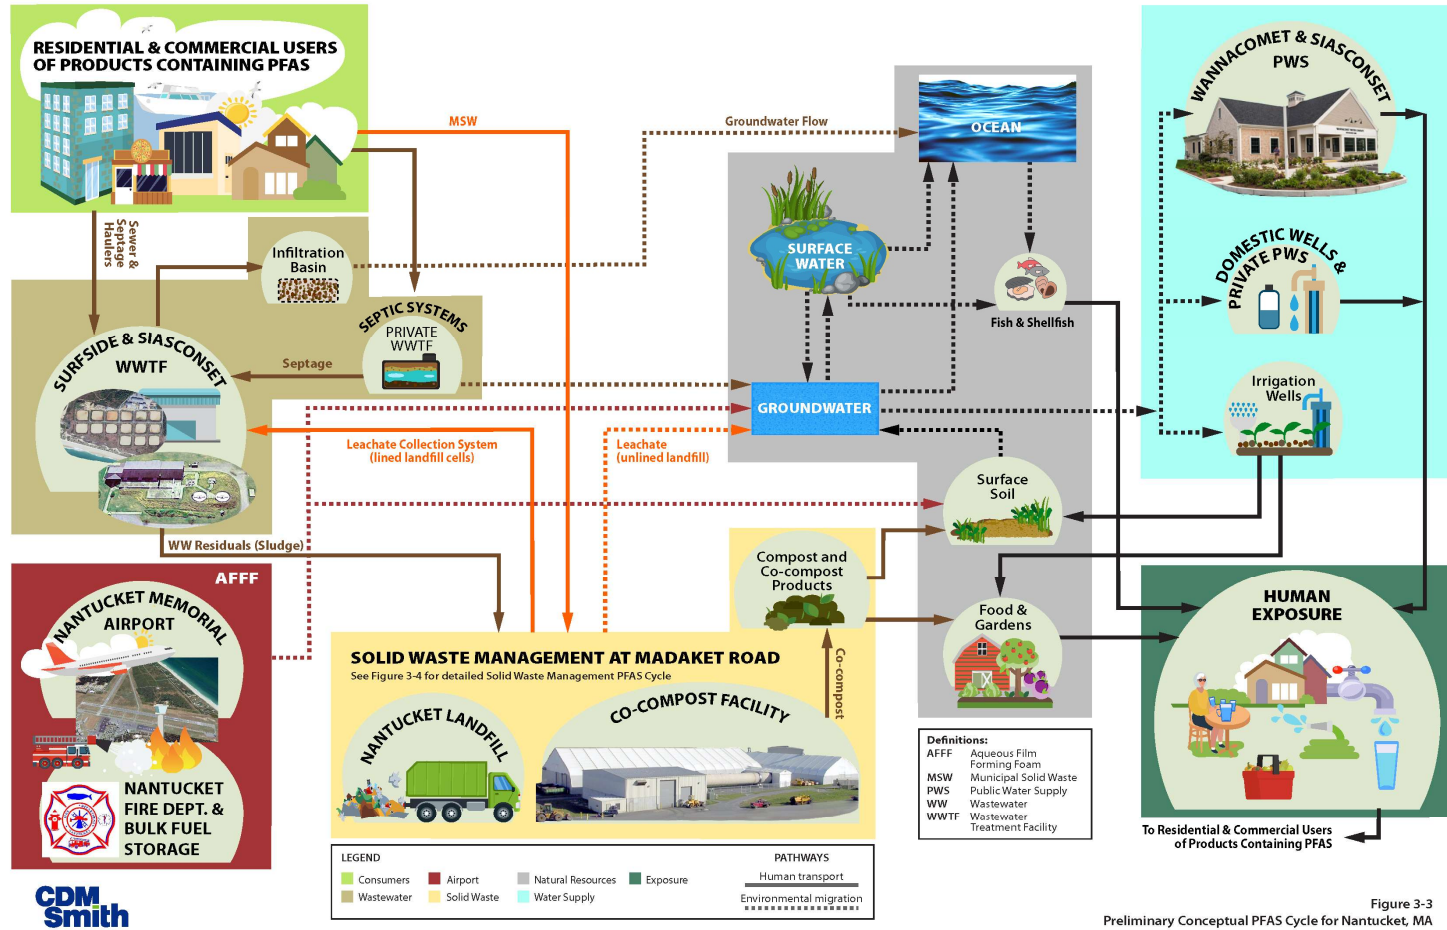 RESIDENTIAL & COMMERCIAL USERS
OF PRODUCTS CONTAINING PFAS
MSW
Sewer &
Septage
Haulers
Infiltration
Basin
Groundwater Flow
SEPTIC SYSTEMS
PRIVATE
WWTF
Septage
SURFSIDE & SIASCONSET
WWTF
Leachate Collection System
(lined landfill cells)
Leachate
(unlined landfill)
WW Residuals (Sludge)
AFFF
NANTUCKET MEMORIAL
AIRPORT
NANTUCKET
FIRE DEPT. &
BULK FUEL
STORAGE
SOLID WASTE MANAGEMENT AT MADAKET ROAD
See Figure 3-4 for detailed Solid Waste Management PFAS Cycle
NANTUCKET LANDFILL
CO-COMPOST FACILITY
Co-compost
Compost and
Co-compost
Products
OCEAN
SURFACE
WATER
Fish & Shellfish
GROUNDWATER
Surface
Soil
Food &
Gardens
WANNACOMET & SIASCONSET
PWS
DOMESTIC WELLS &
PRIVATE PWS
Irrigation
Wells
HUMAN
EXPOSURE
To Residential & Commercial Users
of Products Containing PFAS
Definitions:
AFFF Aqueous Film
Forming Foam
MSW Municipal Solid Waste
PWS Public Water Supply
WW Wastewater
WWTF Wastewater
Treatment Facility
LEGEND
Consumers
Airport
Natural Resources
Exposure
Wastewater
Solid Waste
Water Supply
PATHWAYS
Human transport
Environmental migration
CDM
Smith
Figure 3-3
Preliminary Conceptual PFAS Cycle for Nantucket, MA